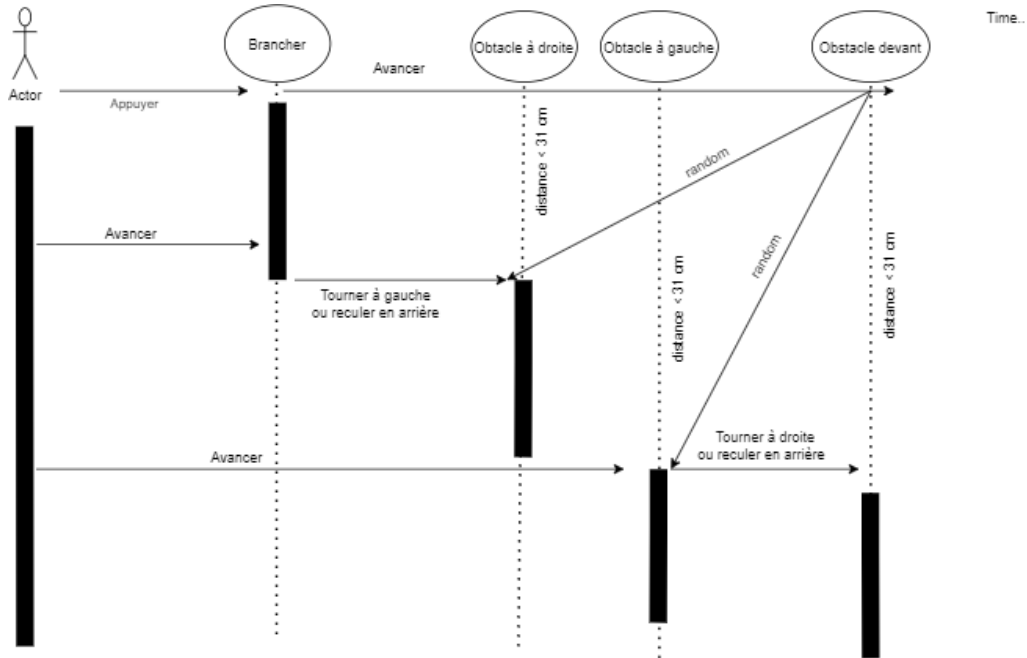 Time..
Brancher
Obtacle à droite
Obtacle à gauche
Obstacle devant
Avancer
Actor
Appuyer
distance < 31 cm
random
Avancer
random
distance < 31 cm
distance < 31 cm
Tourner à gauche
ou reculer en arrière
Tourner à droite
ou reculer en arrière
Avancer